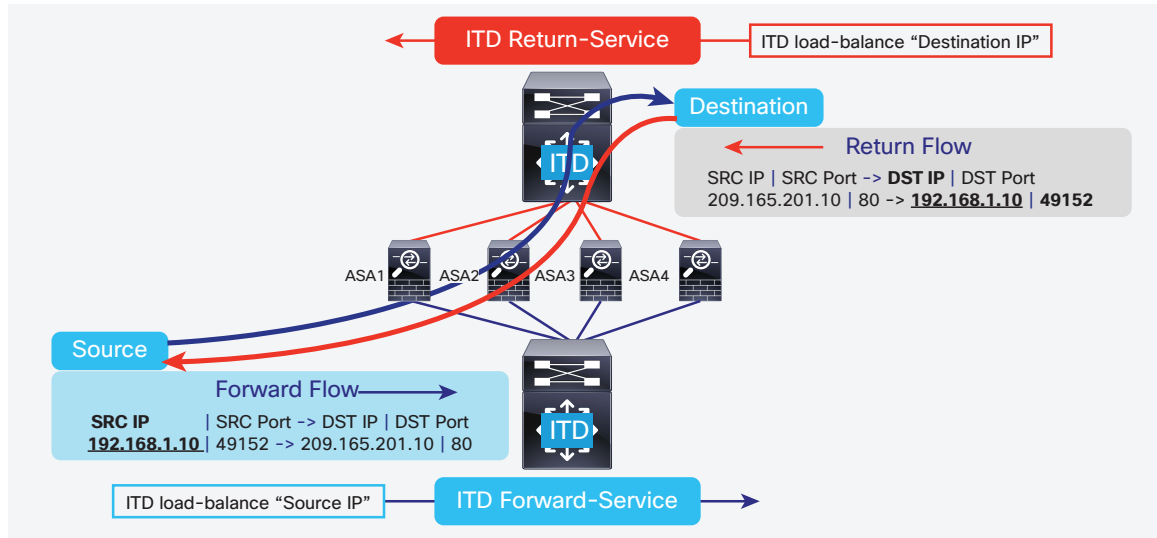 ITD Return-Service
ITD load-balance “Destination IP”
Destination
ITD
Return Flow
SRC IP | SRC Port -> DST IP | DST Port
209.165.201.10 | 80 -> 192.168.1.10 | 49152
ASA1
ASA2
ASA3
ASA4
Source
Forward Flow
SRC IP | SRC Port -> DST IP | DST Port
192.168.1.10 | 49152 -> 209.165.201.10 | 80
ITD
ITD load-balance “Source IP”
ITD Forward-Service